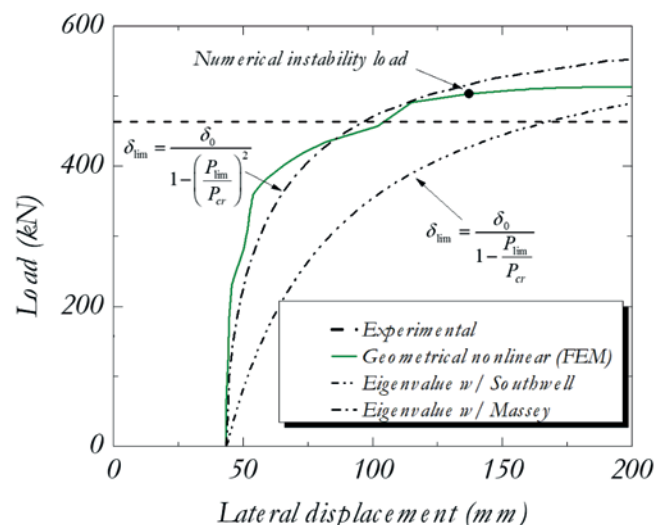 600
400
200
0
Load (kN)
0 50 100 150 200
Lateral displacement (mm)
Numerical instability load
δlim = δ0 / (1-(Plim/Pcr)^2)
δlim = δ0 / (1-Plim/Pcr)
Experimental
Geometrical nonlinear (FEM)
Eigenvalue w/ Southwell
Eigenvalue w/ Massey